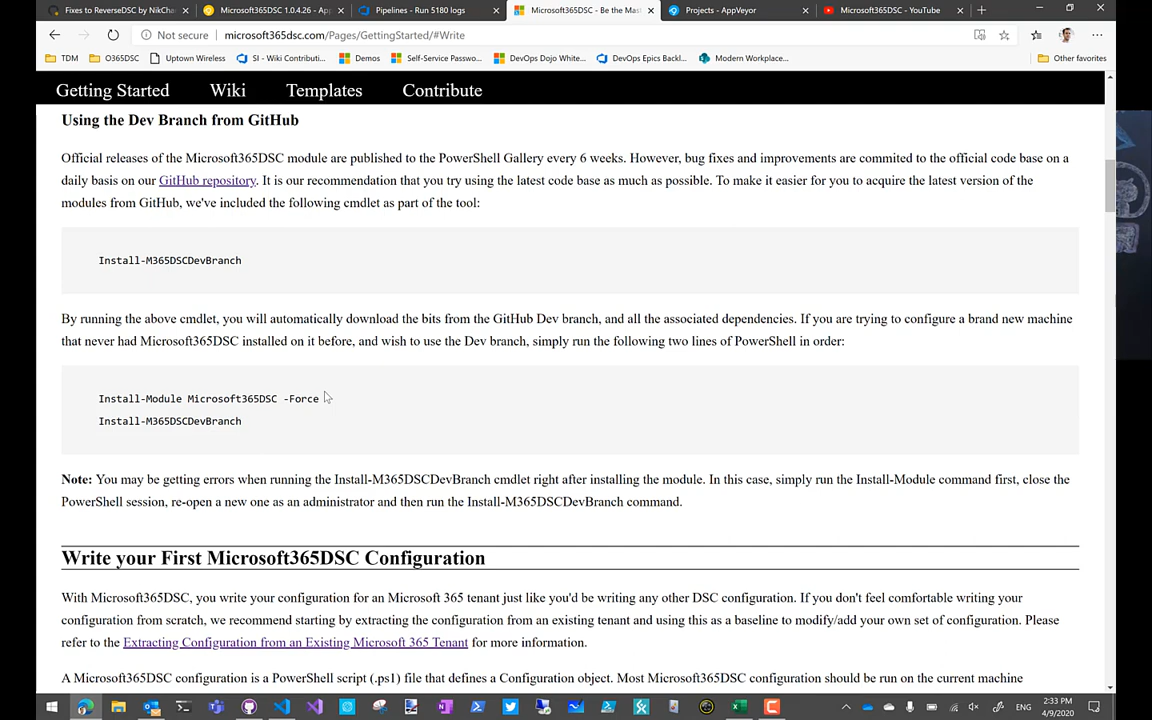 Fixes to ReverseDSC by NikCha
Microsoft365DSC 1.0.4.26 - App
Pipelines - Run 5180 logs
Microsoft365DSC - Be the Mas
Projects - AppVeyor
Microsoft365DSC - YouTube
Not secure | microsoft365dsc.com/Pages/GettingStarted/#Write
TDM
O365DSC
Uptown Wireless
SI - Wiki Contributi...
Demos
Self-Service Passwo...
DevOps Dojo White...
DevOps Epics Backl...
Modern Workplace...
Other favorites
Getting Started Wiki Templates Contribute
Using the Dev Branch from GitHub
Official releases of the Microsoft365DSC module are published to the PowerShell Gallery every 6 weeks. However, bug fixes and improvements are commited to the official code base on a
daily basis on our GitHub repository. It is our recommendation that you try using the latest code base as much as possible. To make it easier for you to acquire the latest version of the
modules from GitHub, we've included the following cmdlet as part of the tool:
Install-M365DSCDevBranch
By running the above cmdlet, you will automatically download the bits from the GitHub Dev branch, and all the associated dependencies. If you are trying to configure a brand new machine
that never had Microsoft365DSC installed on it before, and wish to use the Dev branch, simply run the following two lines of PowerShell in order:
Install-Module Microsoft365DSC -Force
Install-M365DSCDevBranch
Note: You may be getting errors when running the Install-M365DSCDevBranch cmdlet right after installing the module. In this case, simply run the Install-Module command first, close the
PowerShell session, re-open a new one as an administrator and then run the Install-M365DSCDevBranch command.
Write your First Microsoft365DSC Configuration
With Microsoft365DSC, you write your configuration for an Microsoft 365 tenant just like you'd be writing any other DSC configuration. If you don't feel comfortable writing your
configuration from scratch, we recommend starting by extracting the configuration from an existing tenant and using this as a baseline to modify/add your own set of configuration. Please
refer to the Extracting Configuration from an Existing Microsoft 365 Tenant for more information.
A Microsoft365DSC configuration is a PowerShell script (.ps1) file that defines a Configuration object. Most Microsoft365DSC configuration should be run on the current machine
ENG
2:33 PM
4/9/2020